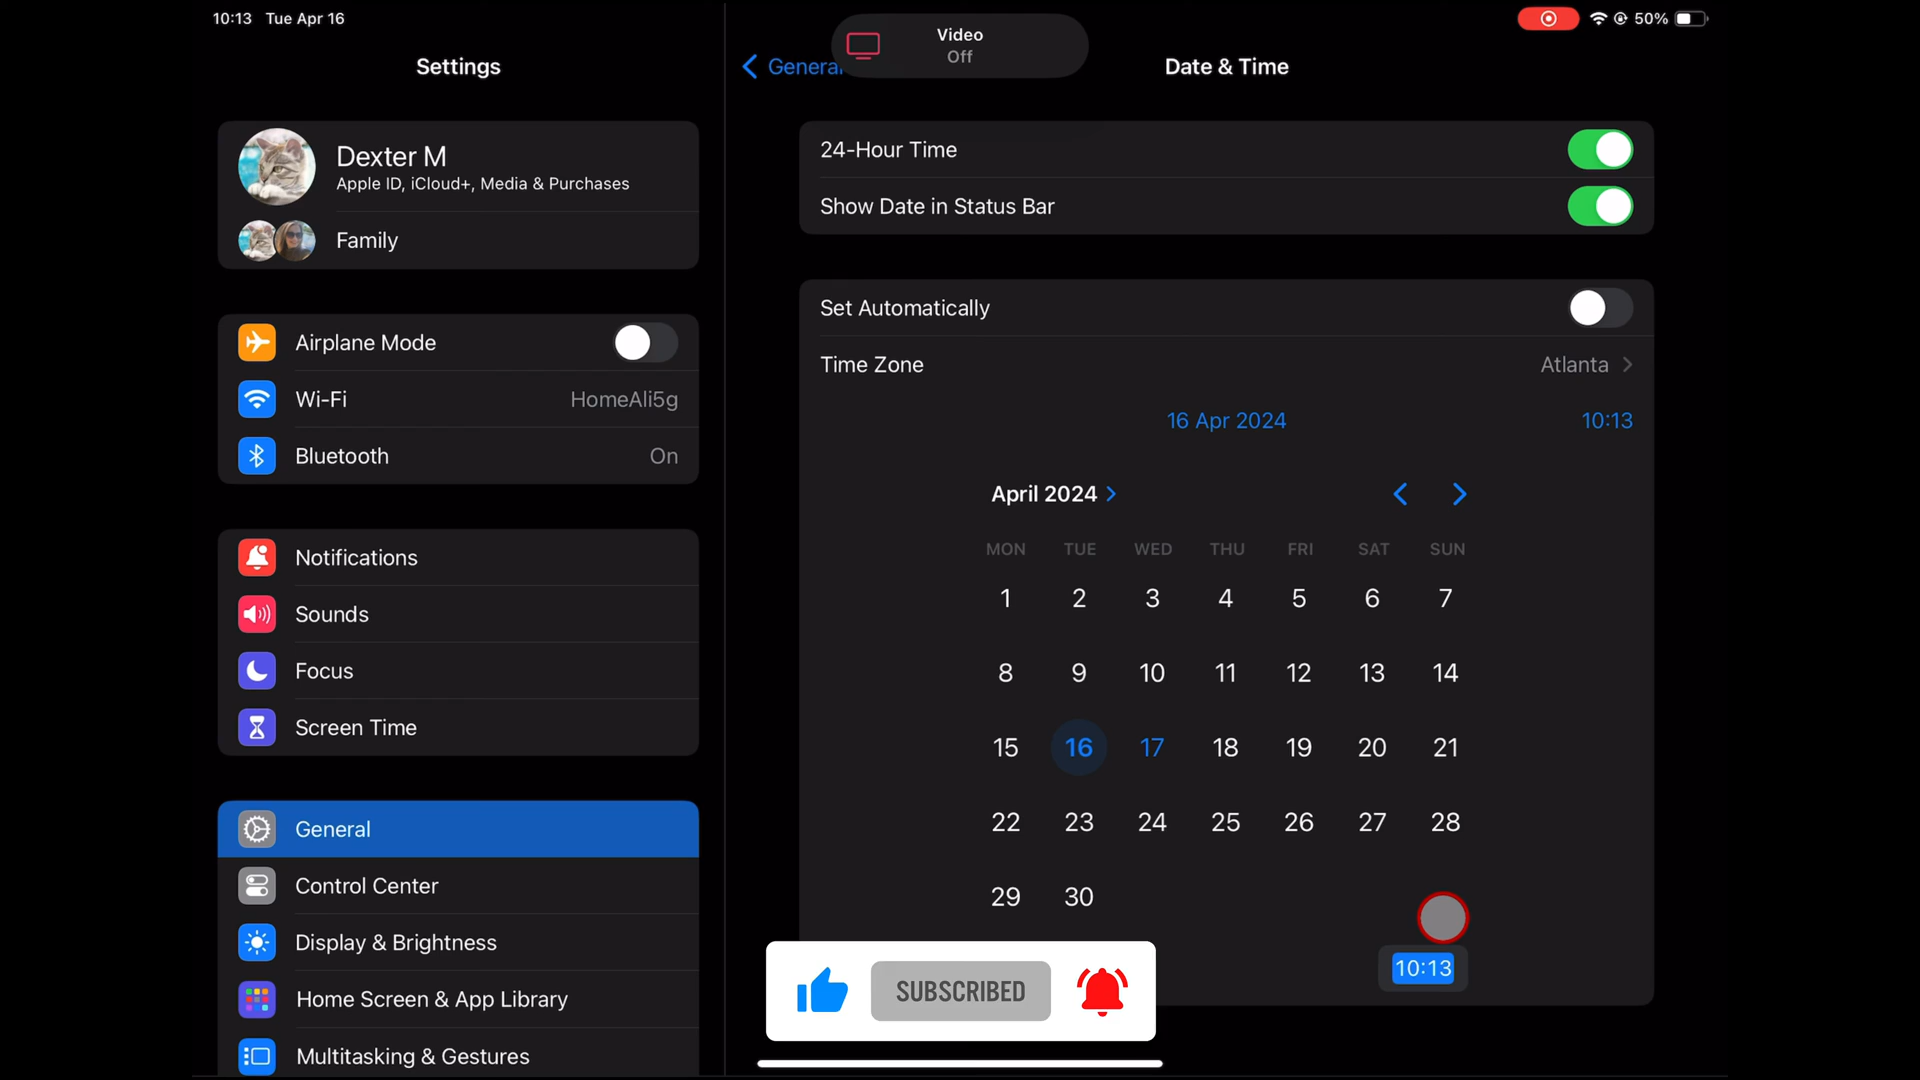 10:13 Tue Apr 16
50%
Settings
Dexter M
Apple ID, iCloud+, Media & Purchases
Family
Airplane Mode
Wi-Fi HomeAli5g
Bluetooth On
Notifications
Sounds
Focus
Screen Time
General
Control Center
Display & Brightness
Home Screen & App Library
Multitasking & Gestures
Video
Off
General
Date & Time
24-Hour Time
Show Date in Status Bar
Set Automatically
Time Zone Atlanta
16 Apr 2024 10:13
April 2024
MON TUE WED THU FRI SAT SUN
1 2 3 4 5 6 7
8 9 10 11 12 13 14
15 16 17 18 19 20 21
22 23 24 25 26 27 28
29 30
10:13
SUBSCRIBED